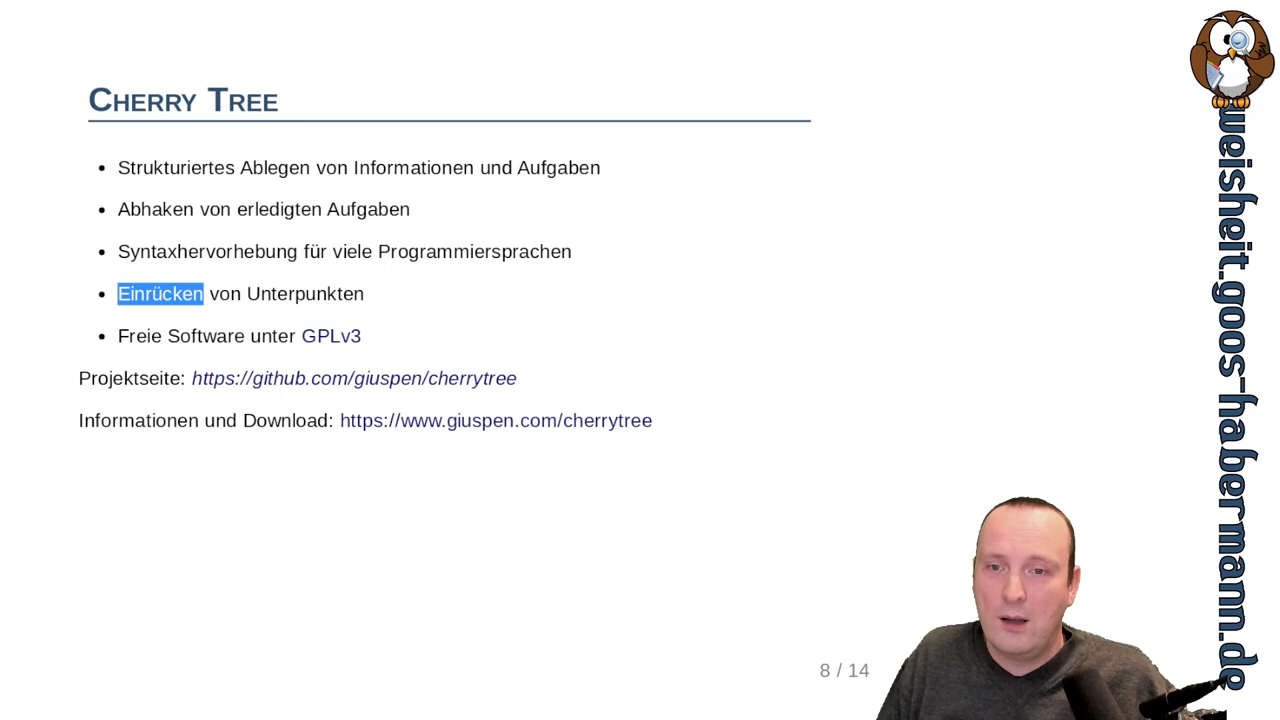 Cherry Tree
• Strukturiertes Ablegen von Informationen und Aufgaben
• Abhaken von erledigten Aufgaben
• Syntaxhervorhebung für viele Programmiersprachen
• Einrücken von Unterpunkten
• Freie Software unter GPLv3
Projektseite: https://github.com/giuspen/cherrytree
Informationen und Download: https://www.giuspen.com/cherrytree
8 / 14
weisheit.goos-habermann.de